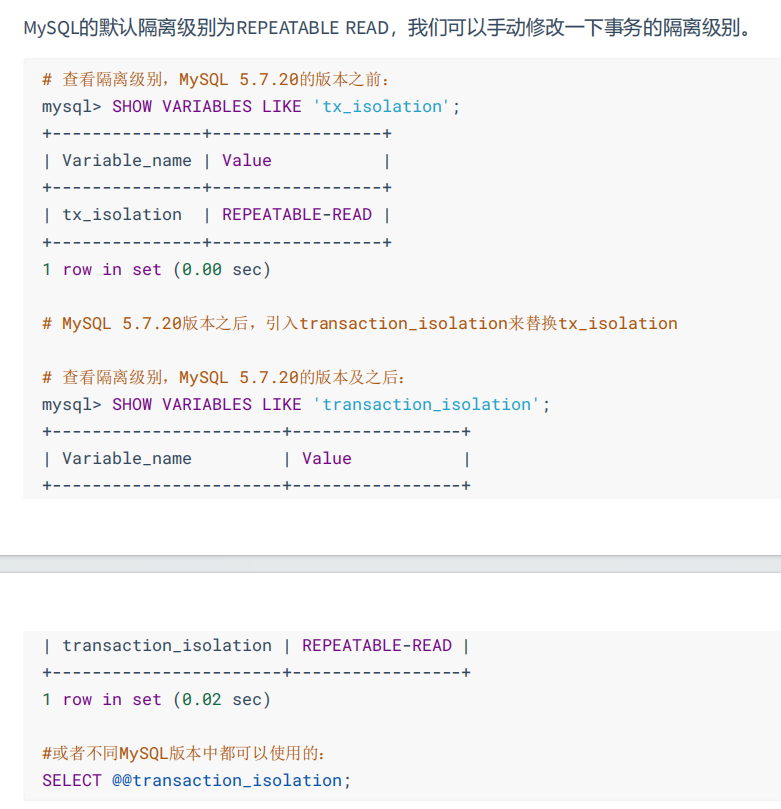 MySQL的默认隔离级别为REPEATABLE READ，我们可以手动修改一下事务的隔离级别。
# 查看隔离级别，MySQL 5.7.20的版本之前：
mysql> SHOW VARIABLES LIKE 'tx_isolation';
+---------------+-----------------+
| Variable_name | Value           |
+---------------+-----------------+
| tx_isolation  | REPEATABLE-READ |
+---------------+-----------------+
1 row in set (0.00 sec)
# MySQL 5.7.20版本之后，引入transaction_isolation来替换tx_isolation
# 查看隔离级别，MySQL 5.7.20的版本及之后：
mysql> SHOW VARIABLES LIKE 'transaction_isolation';
+-----------------------+-----------------+
| Variable_name         | Value           |
+-----------------------+-----------------+
| transaction_isolation | REPEATABLE-READ |
+-----------------------+-----------------+
1 row in set (0.02 sec)
#或者不同MySQL版本中都可以使用的：
SELECT @@transaction_isolation;